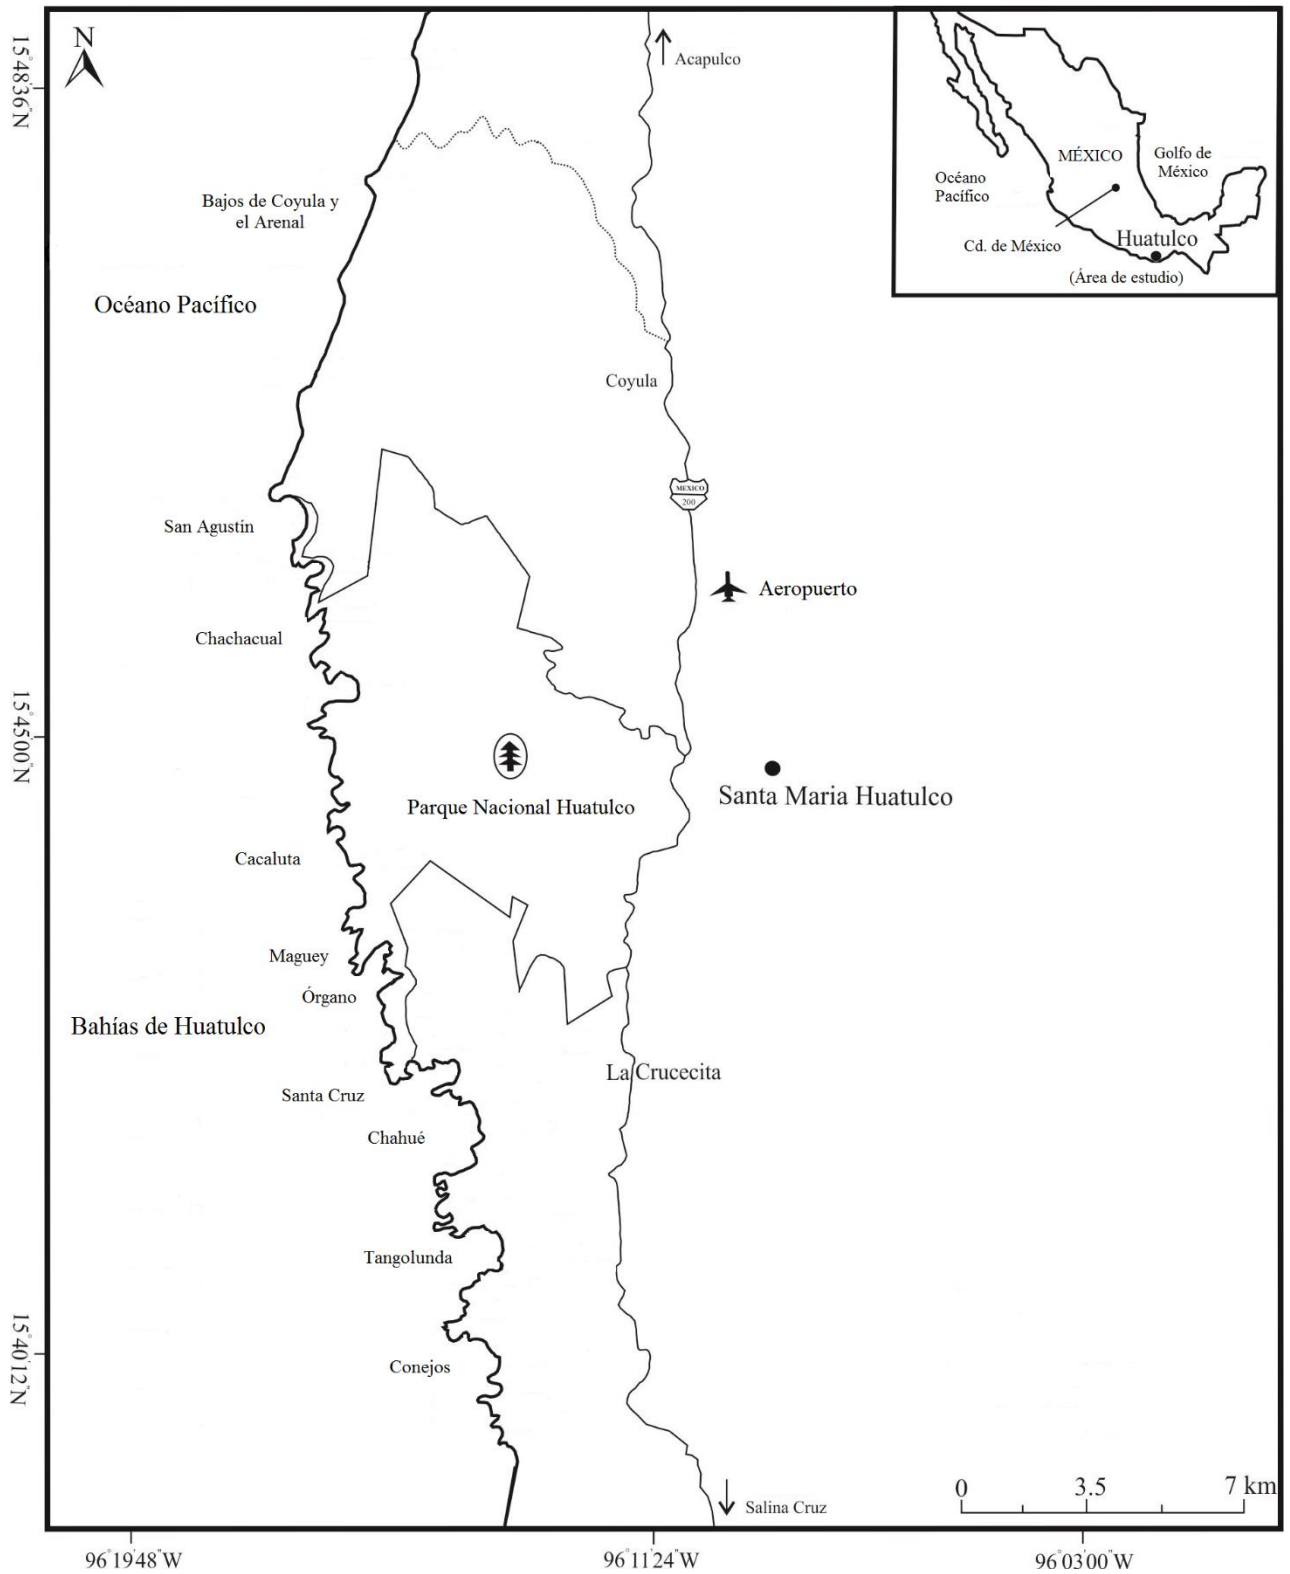 N
Acapulco
15°48'36"N
MÉXICO
Golfo de
México
Océano
Pacífico
Cd. de México
Huatulco
(Área de estudio)
Bajos de Coyula y
el Arenal
Océano Pacífico
Coyula
MÉXICO
200
San Agustín
Aeropuerto
Chachacual
15°45'00"N
Santa Maria Huatulco
Parque Nacional Huatulco
Cacaluta
Maguey
Órgano
Bahías de Huatulco
La Crucecita
Santa Cruz
Chahué
Tangolunda
15°40'12"N
Conejos
0 3.5 7 km
Salina Cruz
96°19'48"W 96°11'24"W 96°03'00"W